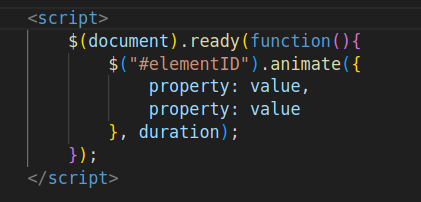 <script>
    $(document).ready(function(){
        $("#elementID").animate({
            property: value,
            property: value
        }, duration);
    });
</script>